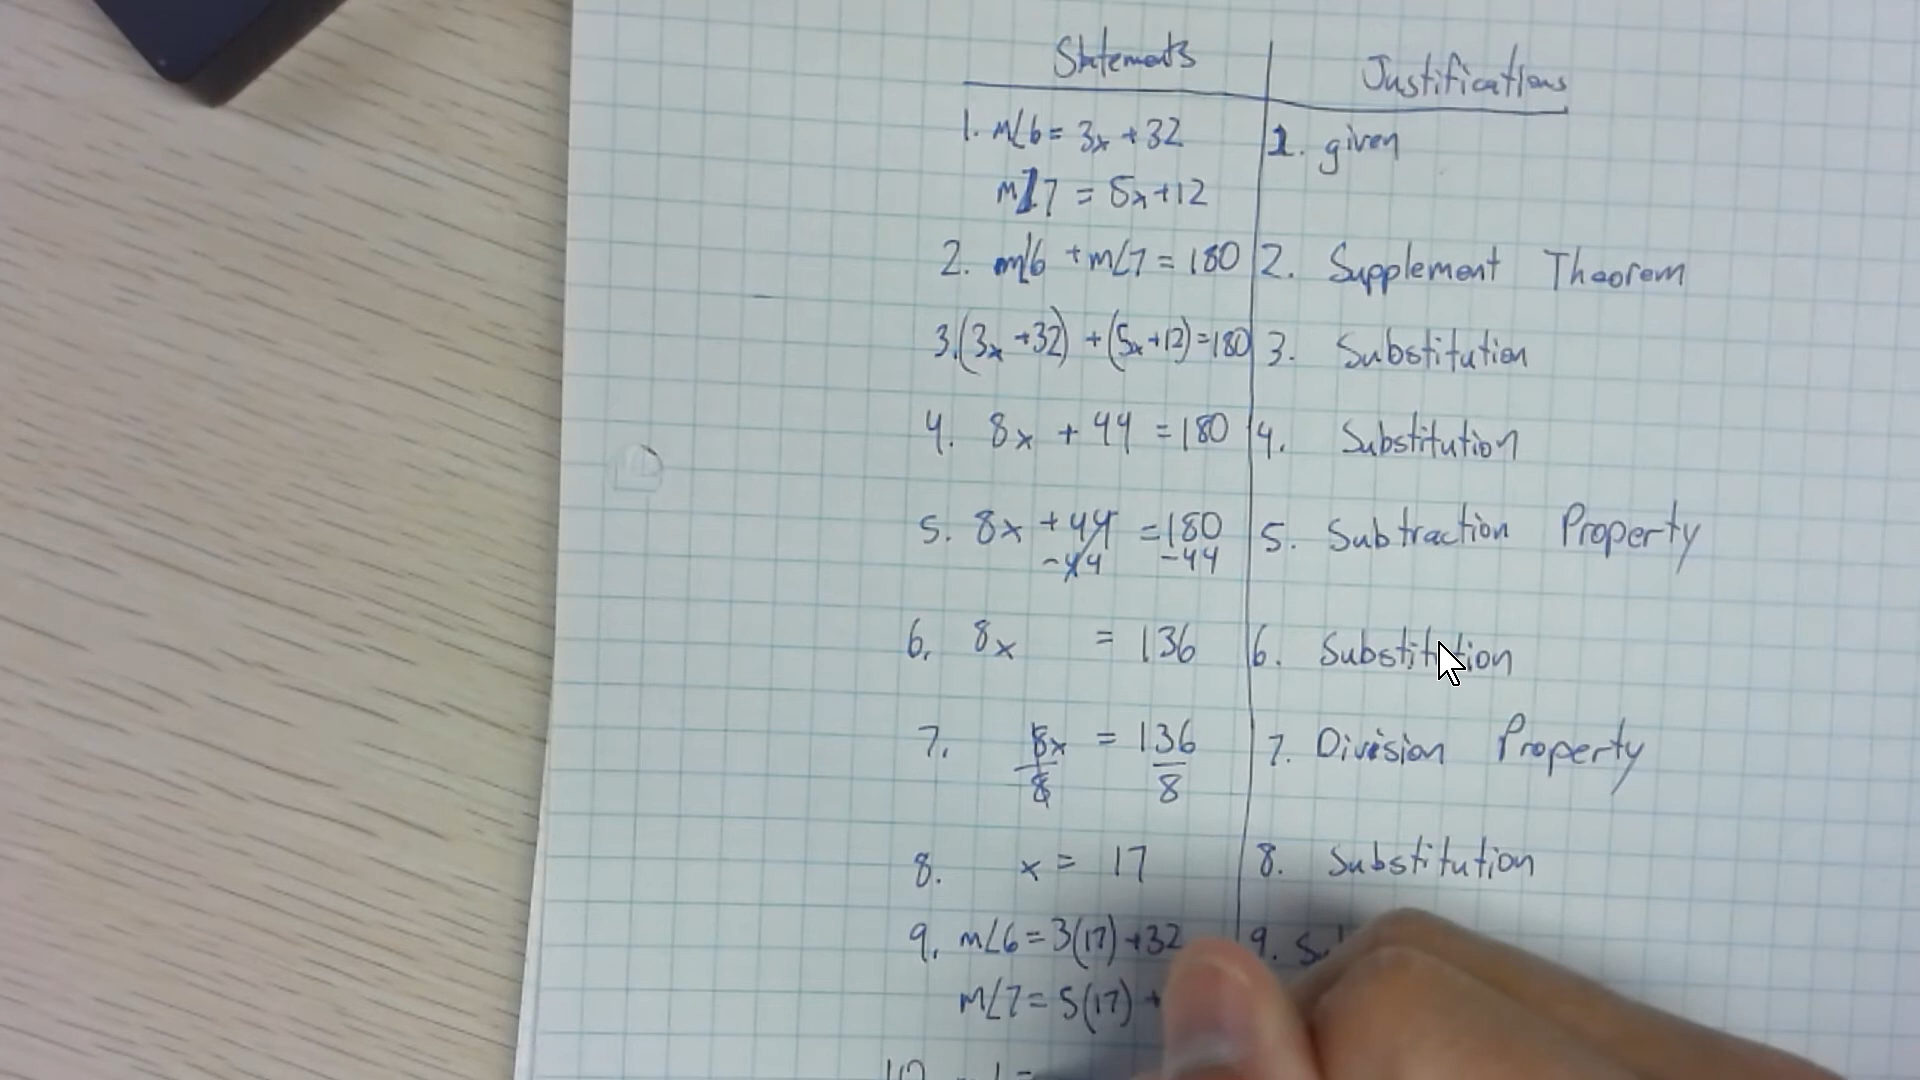 Statements Justifications
1. m∠6 = 3x + 32 1. given
m∠7 = 5x + 12
2. m∠6 + m∠7 = 180 2. Supplement Theorem
3. (3x + 32) + (5x + 12) = 180 3. Substitution
4. 8x + 44 = 180 4. Substitution
5. 8x + 44 = 180 5. Subtraction Property
-44 -44
6. 8x = 136 6. Substitution
7. 8x = 136 7. Division Property
8 8
8. x = 17 8. Substitution
9. m∠6 = 3(17) + 32 9.
m∠7 = 5(17) +